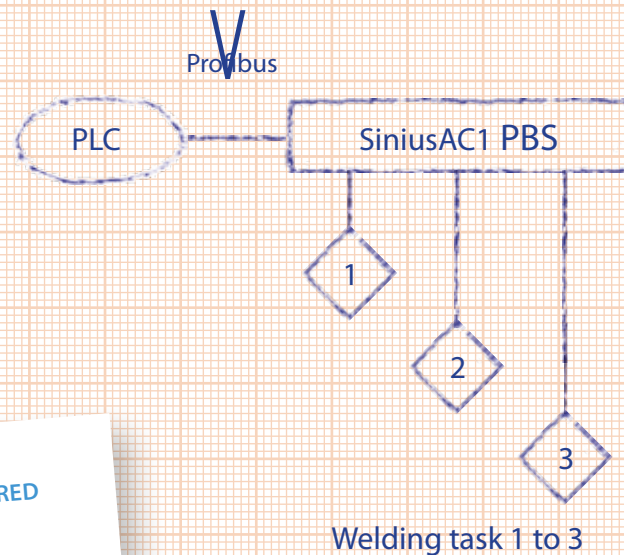 Profibus
PLC
SiniusAC1 PBS
1
2
3
RED
Welding task 1 to 3